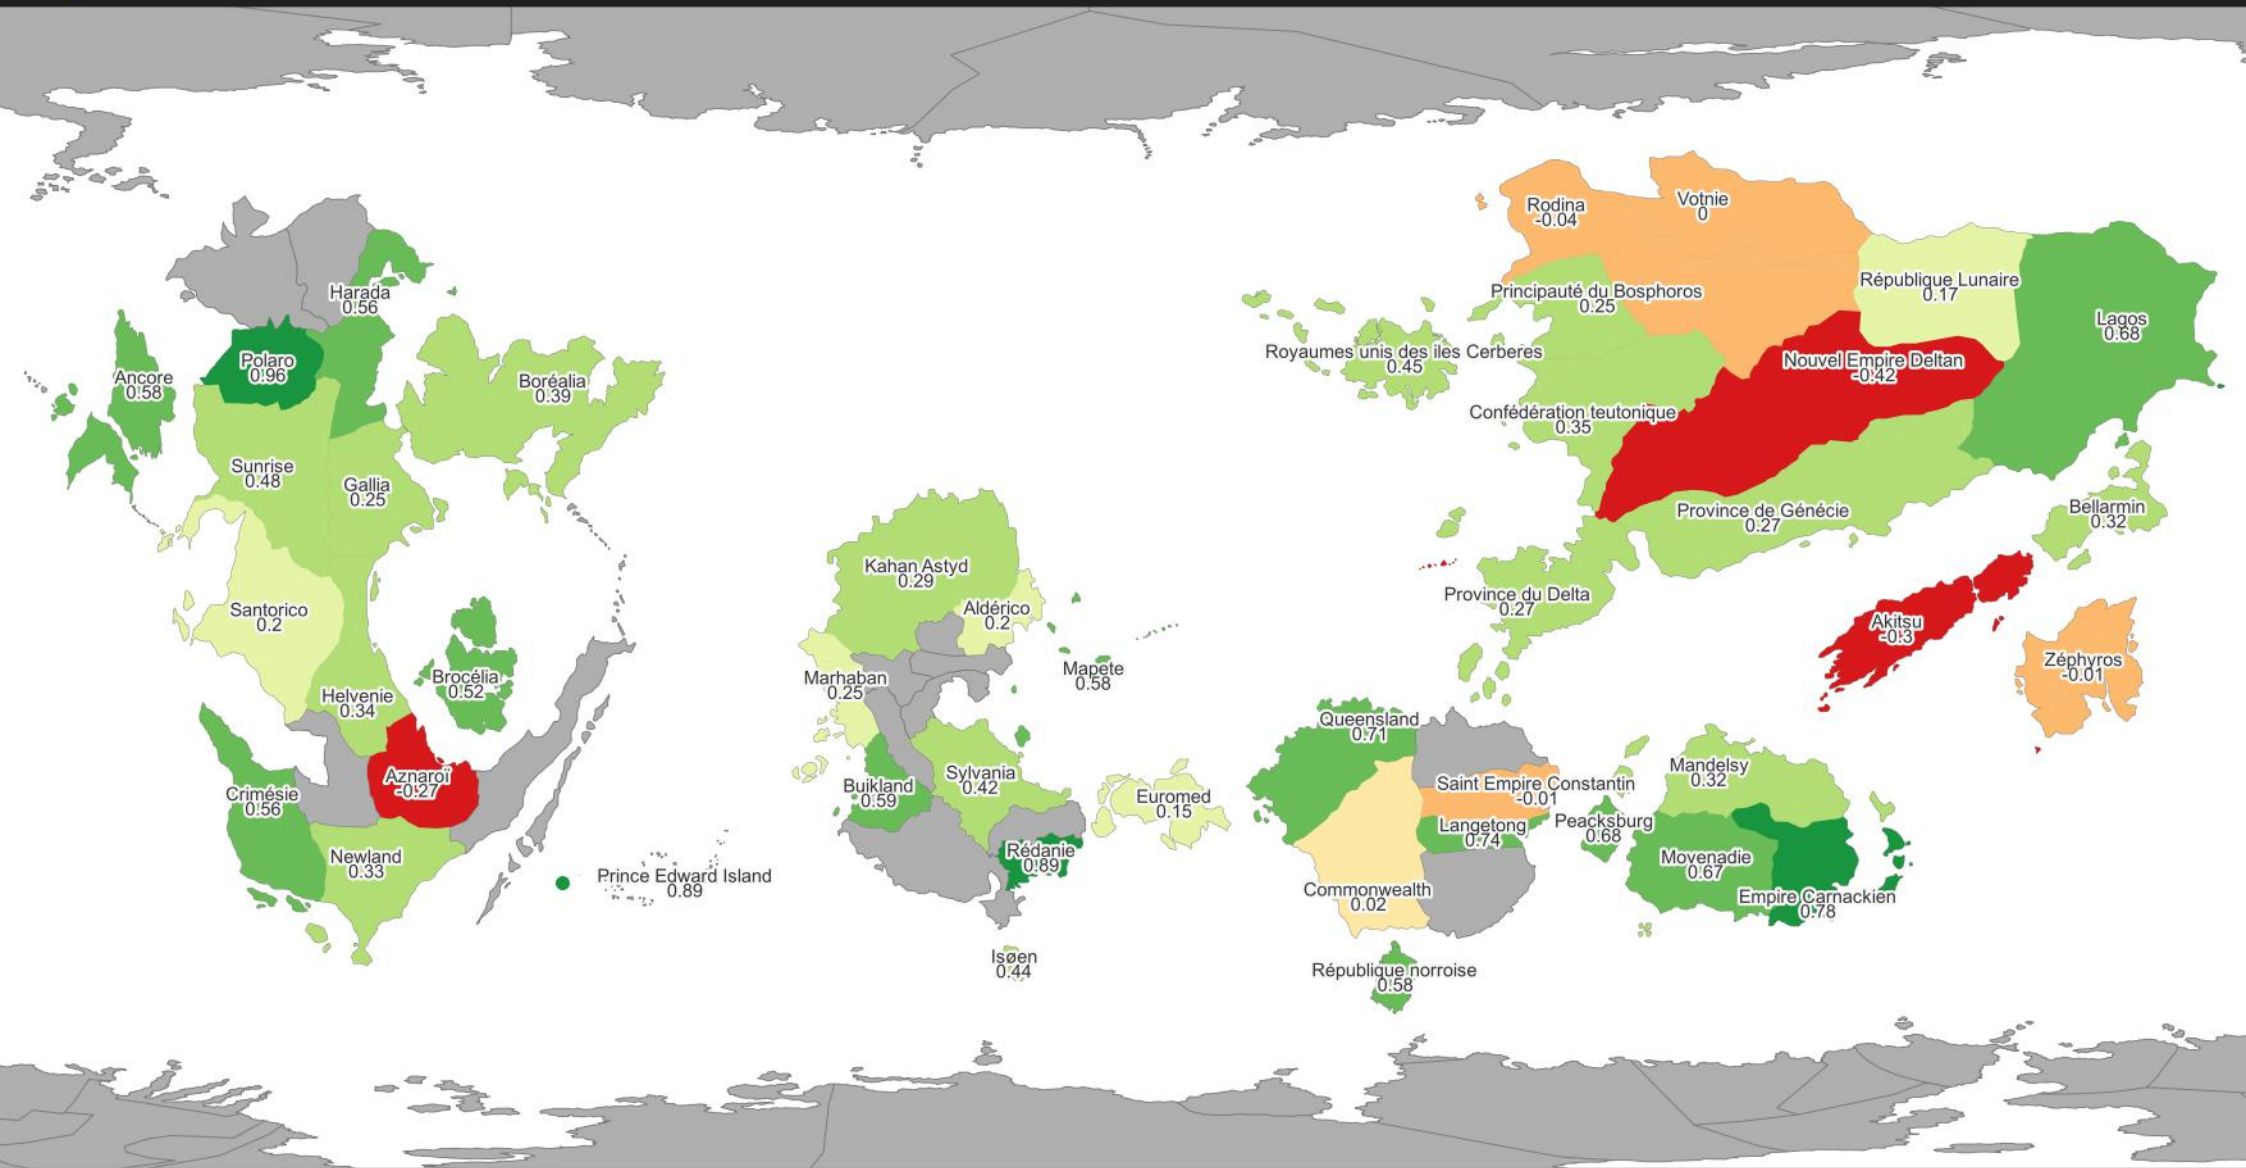 Harada
0.56
Polaro
0.96
Ancore
0.58
Boréalia
0.39
Sunrise
0.48
Gallia
0.25
Santorico
0.2
Helvenie
0.34
Brocélia
0.52
Aznaroï
-0.27
Crimésie
0.56
Newland
0.33
Prince Edward Island
0.89
Kahan Astyd
0.29
Aldérico
0.2
Marhaban
0.25
Mapete
0.58
Buikland
0.59
Sylvania
0.42
Euromed
0.15
Rédanie
0.89
Isøen
0.44
Rodina
-0.04
Votnie
0
Principauté du Bosphoros
0.25
République Lunaire
0.17
Lagos
0.68
Royaumes unis des iles Cerberes
0.45
Nouvel Empire Deltan
-0.42
Confédération teutonique
0.35
Province de Génécie
0.27
Bellarmin
0.32
Province du Delta
0.27
Akitsu
-0.3
Zéphyros
-0.01
Queensland
0.71
Saint Empire Constantin
-0.01
Langetong
0.74
Peacksburg
0.68
Mandelsy
0.32
Movenadie
0.67
Empire Carnackien
0.78
Commonwealth
0.02
République norroise
0.58